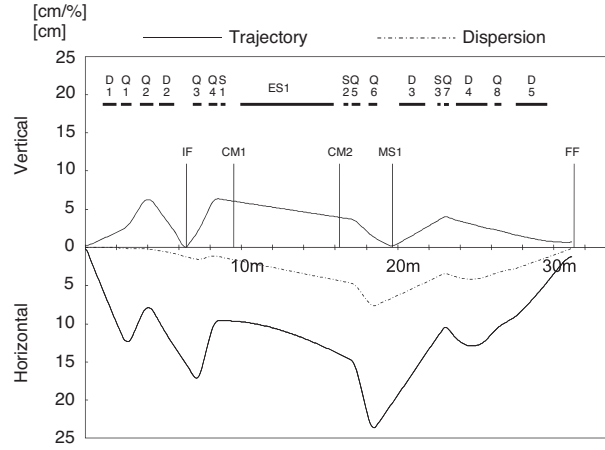 [cm/%]
[cm]
Trajectory
Dispersion
25
20
15
10
5
0
5
10
15
20
25
Vertical
Horizontal
D Q Q D Q Q S ES1 S Q Q D S Q D Q D
1 1 2 2 3 4 1 2 5 6 3 3 7 4 8 5
IF CM1 CM2 MS1 FF
10m 20m 30m